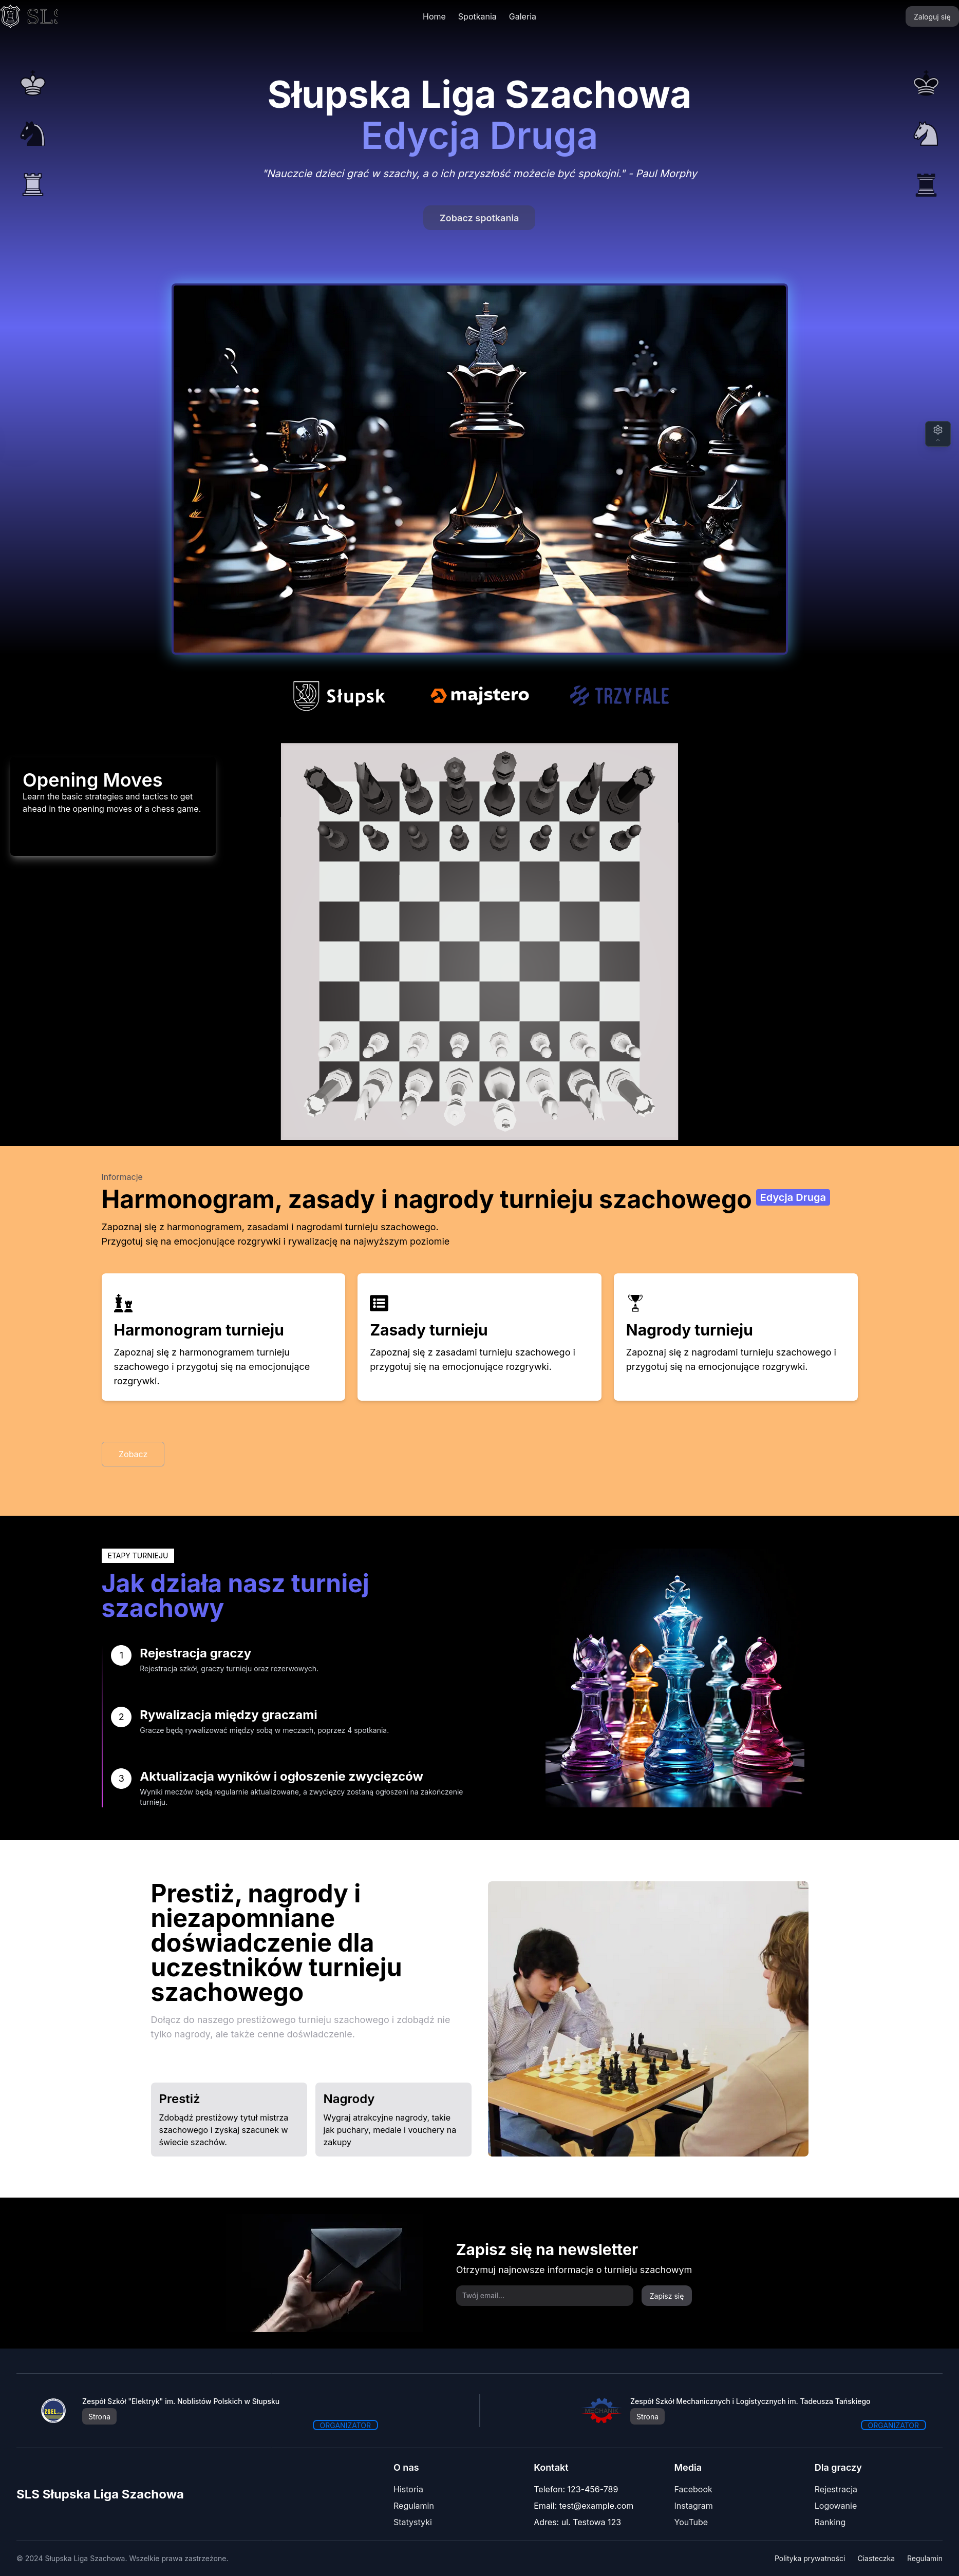 SLS
Home Spotkania Galeria
Zaloguj się
Słupska Liga Szachowa
Edycja Druga
"Nauczcie dzieci grać w szachy, a o ich przyszłość możecie być spokojni." - Paul Morphy
Zobacz spotkania
Słupsk majstero TRZY FALE
Opening Moves
Learn the basic strategies and tactics to get
ahead in the opening moves of a chess game.
Informacje
Harmonogram, zasady i nagrody turnieju szachowego Edycja Druga
Zapoznaj się z harmonogramem, zasadami i nagrodami turnieju szachowego.
Przygotuj się na emocjonujące rozgrywki i rywalizację na najwyższym poziomie
Harmonogram turnieju
Zapoznaj się z harmonogramem turnieju
szachowego i przygotuj się na emocjonujące
rozgrywki.
Zasady turnieju
Zapoznaj się z zasadami turnieju szachowego i
przygotuj się na emocjonujące rozgrywki.
Nagrody turnieju
Zapoznaj się z nagrodami turnieju szachowego i
przygotuj się na emocjonujące rozgrywki.
Zobacz
ETAPY TURNIEJU
Jak działa nasz turniej
szachowy
1
Rejestracja graczy
Rejestracja szkół, graczy turnieju oraz rezerwowych.
2
Rywalizacja między graczami
Gracze będą rywalizować między sobą w meczach, poprzez 4 spotkania.
3
Aktualizacja wyników i ogłoszenie zwycięzców
Wyniki meczów będą regularnie aktualizowane, a zwycięzcy zostaną ogłoszeni na zakończenie
turnieju.
Prestiż, nagrody i
niezapomniane
doświadczenie dla
uczestników turnieju
szachowego
Dołącz do naszego prestiżowego turnieju szachowego i zdobądź nie
tylko nagrody, ale także cenne doświadczenie.
Prestiż
Zdobądź prestiżowy tytuł mistrza
szachowego i zyskaj szacunek w
świecie szachów.
Nagrody
Wygraj atrakcyjne nagrody, takie
jak puchary, medale i vouchery na
zakupy
Zapisz się na newsletter
Otrzymuj najnowsze informacje o turnieju szachowym
Twój email...
Zapisz się
Zespół Szkół "Elektryk" im. Noblistów Polskich w Słupsku
Strona
ORGANIZATOR
Zespół Szkół Mechanicznych i Logistycznych im. Tadeusza Tańskiego
Strona
ORGANIZATOR
SLS Słupska Liga Szachowa
O nas
Historia
Regulamin
Statystyki
Kontakt
Telefon: 123-456-789
Email: test@example.com
Adres: ul. Testowa 123
Media
Facebook
Instagram
YouTube
Dla graczy
Rejestracja
Logowanie
Ranking
© 2024 Słupska Liga Szachowa. Wszelkie prawa zastrzeżone.
Polityka prywatności Ciasteczka Regulamin